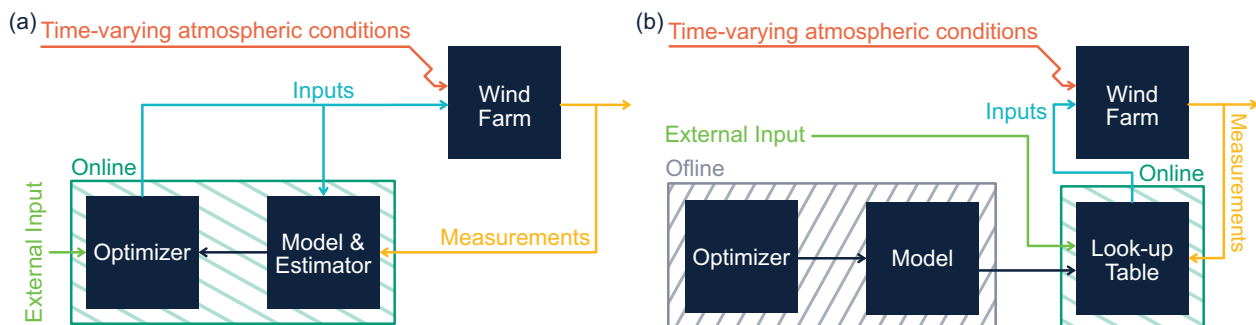 (a)
Time-varying atmospheric conditions
Inputs
Wind
Farm
Online
External Input
Optimizer
Model &
Estimator
Measurements
(b)
Time-varying atmospheric conditions
Inputs
Wind
Farm
Measurements
External Input
Ofline
Online
Optimizer
Model
Look-up
Table